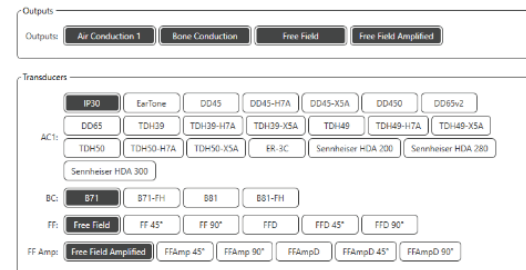 Outputs
Outputs: Air Conduction 1 Bone Conduction Free Field Free Field Amplified
Transducers
IP30 EarTone DD45 DD45-H7A DD45-X5A DD450 DD65v2
AC1: DD65 TDH39 TDH39-H7A TDH39-X5A TDH49 TDH49-H7A TDH49-X5A
TDH50 TDH50-H7A TDH50-X5A ER-3C Sennheiser HDA 200 Sennheiser HDA 280
Sennheiser HDA 300
BC: B71 B71-FH B81 B81-FH
FF: Free Field FF 45° FF 90° FFD FFD 45° FFD 90°
FF Amp: Free Field Amplified FFAmp 45° FFAmp 90° FFAmpD FFAmpD 45° FFAmpD 90°